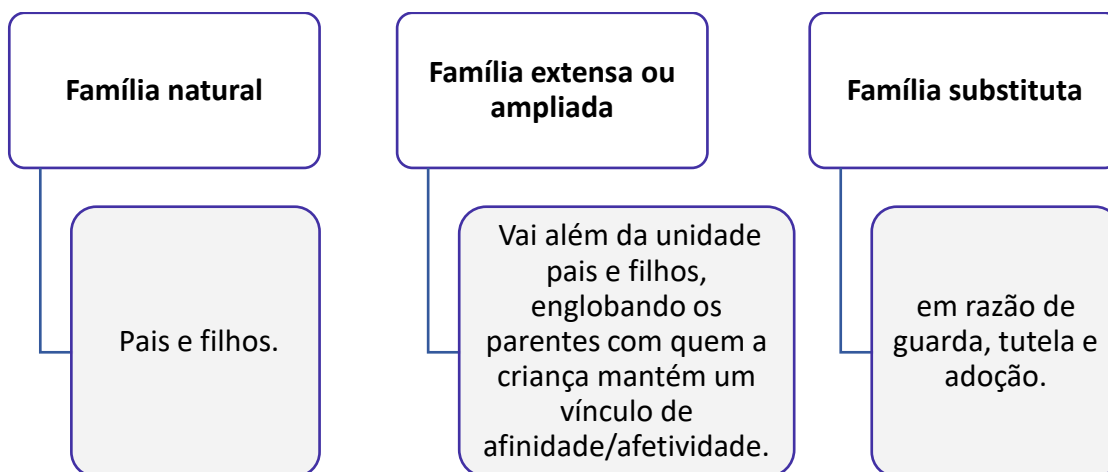 Família natural
Pais e filhos.
Família extensa ou
ampliada
Vai além da unidade
pais e filhos,
englobando os
parentes com quem a
criança mantém um
vínculo de
afinidade/afetividade.
Família substituta
em razão de
guarda, tutela e
adoção.